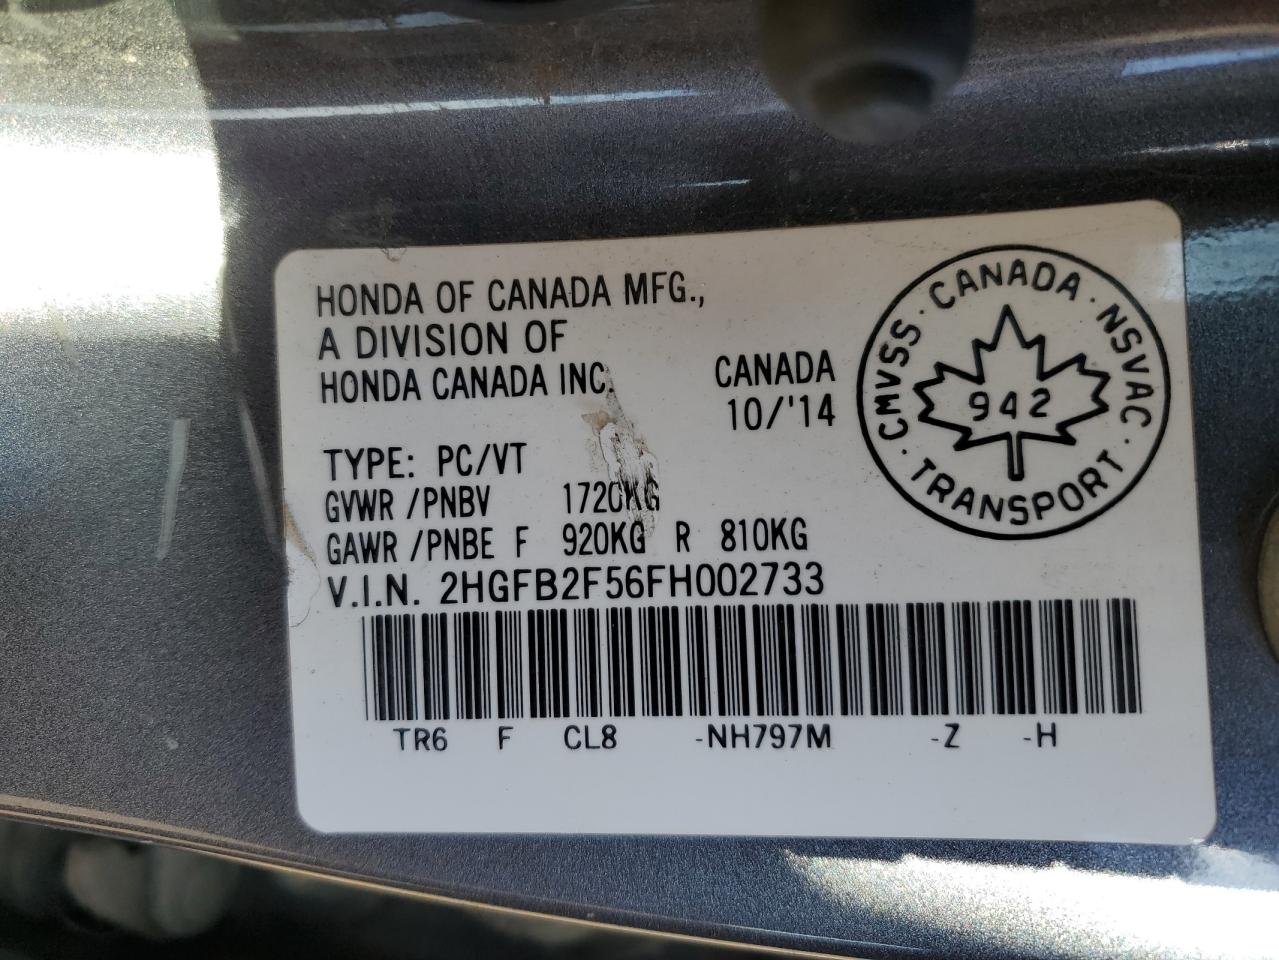 HONDA OF CANADA MFG.,
A DIVISION OF
HONDA CANADA INC.
CANADA
10/'14
CMVSS · CANADA · NSVAC · TRANSPORT ·
942
TYPE: PC/VT
GVWR /PNBV 1720KG
GAWR /PNBE F 920KG R 810KG
V.I.N. 2HGFB2F56FH002733
TR6 F CL8 -NH797M -Z -H